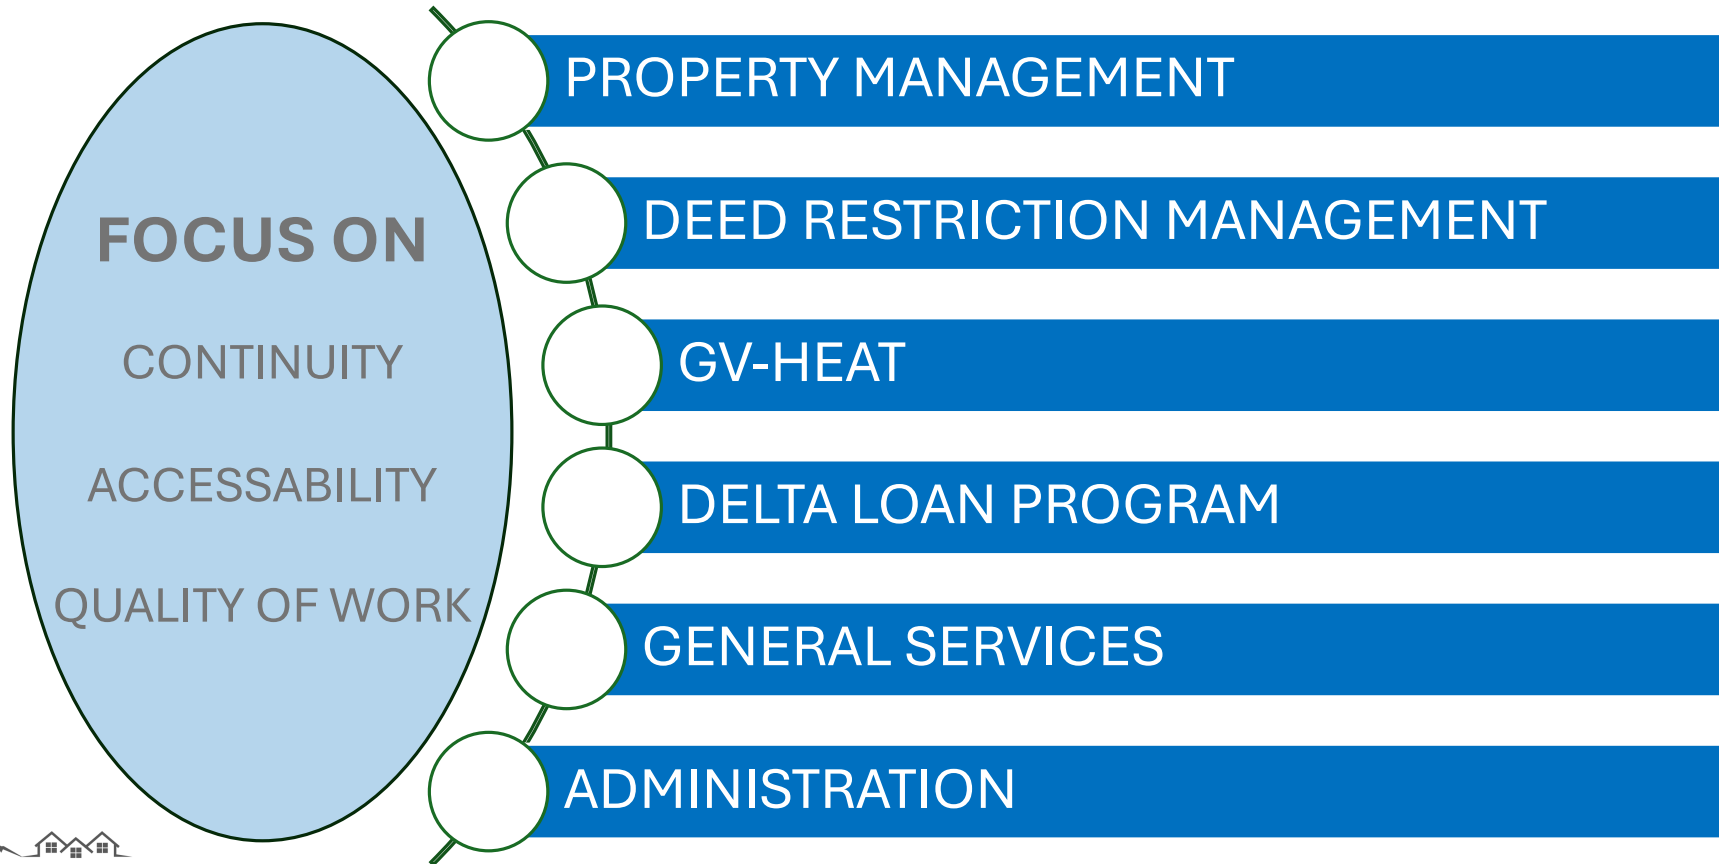 FOCUS ON
CONTINUITY
ACCESSABILITY
QUALITY OF WORK
PROPERTY MANAGEMENT
DEED RESTRICTION MANAGEMENT
GV-HEAT
DELTA LOAN PROGRAM
GENERAL SERVICES
ADMINISTRATION